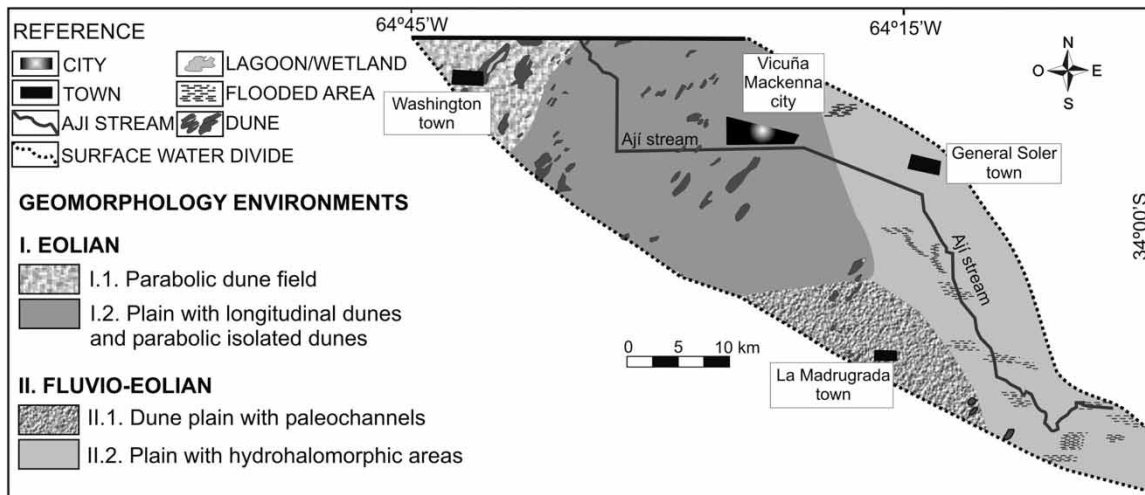 64º45'W
64º15'W
REFERENCE
CITY
LAGOON/WETLAND
TOWN
FLOODED AREA
AJI STREAM
DUNE
SURFACE WATER DIVIDE
GEOMORPHOLOGY ENVIRONMENTS
I. EOLIAN
I.1. Parabolic dune field
I.2. Plain with longitudinal dunes
and parabolic isolated dunes
II. FLUVIO-EOLIAN
II.1. Dune plain with paleochannels
II.2. Plain with hydrohalomorphic areas
Washington
town
Vicuña
Mackenna
city
Ají stream
N
O E
S
General Soler
town
34º00'S
Ají stream
0 5 10 km
La Madrugrada
town